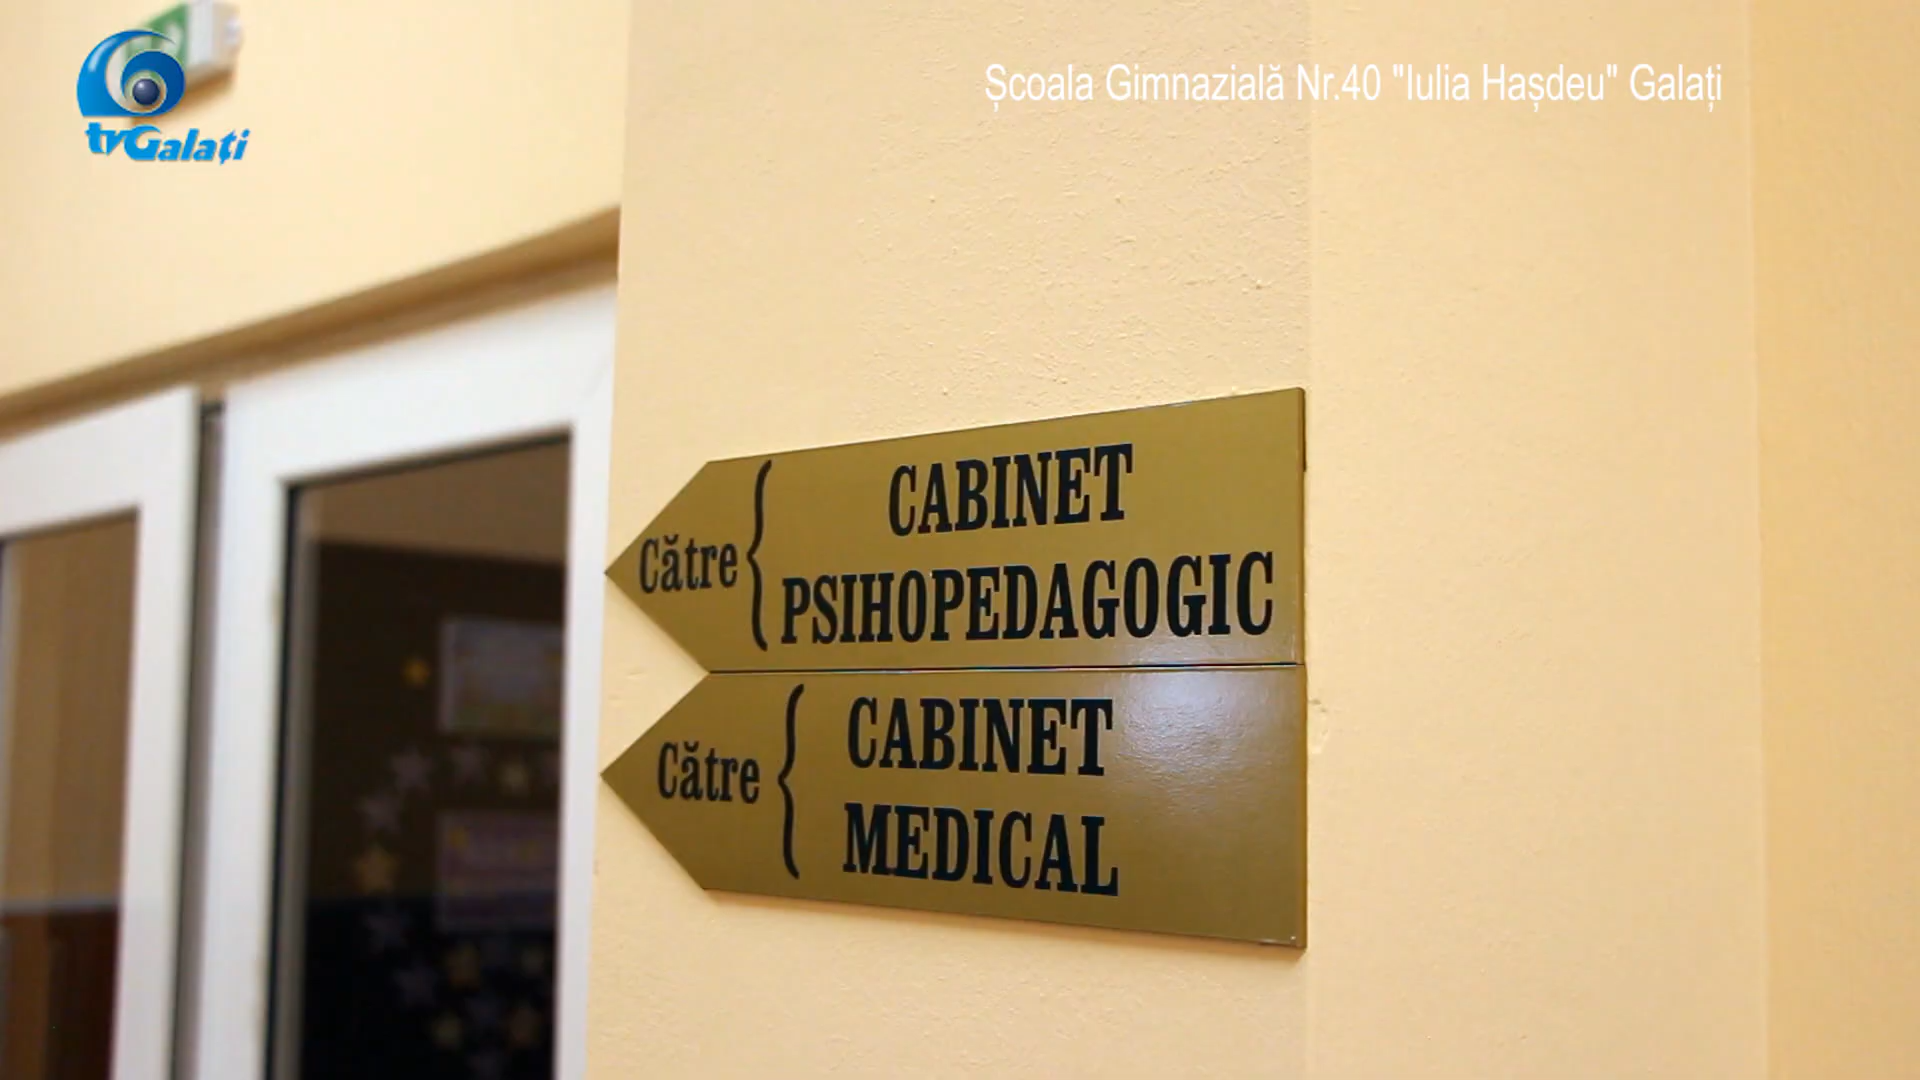 tvGalați
Școala Gimnazială Nr.40 "Iulia Hașdeu" Galați
Către
CABINET
PSIHOPEDAGOGIC
Către
CABINET
MEDICAL